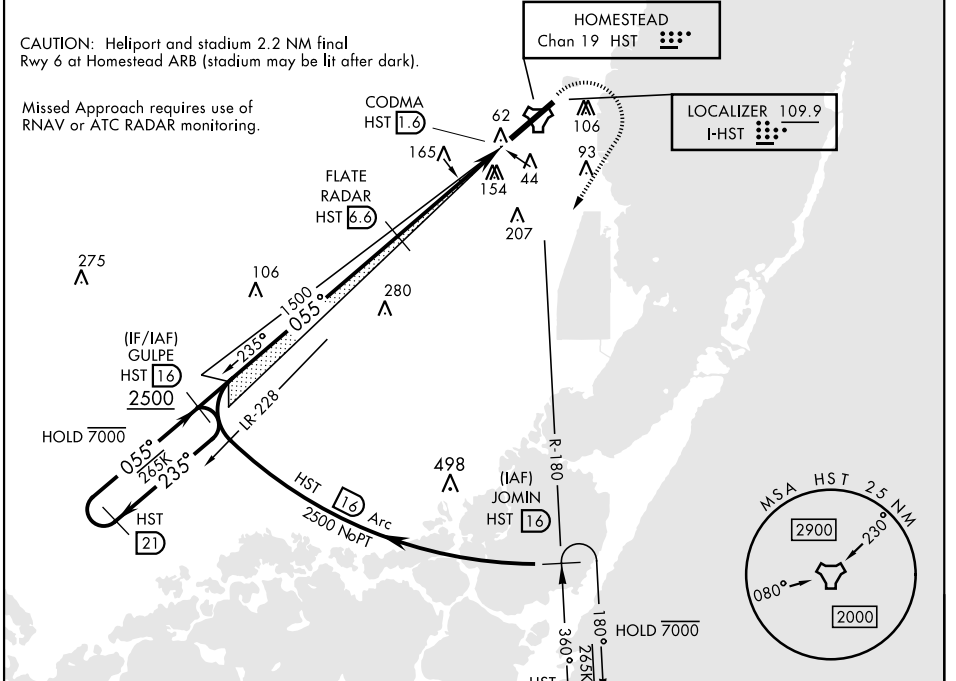 CAUTION: Heliport and stadium 2.2 NM final
Rwy 6 at Homestead ARB (stadium may be lit after dark).
Missed Approach requires use of
RNAV or ATC RADAR monitoring.
HOMESTEAD
Chan 19 HST
LOCALIZER 109.9
I-HST
CODMA
HST 1.6
62
106
165
154
44
93
207
FLATE
RADAR
HST 6.6
275
106
280
1500
055°
235°
(IF/IAF)
GULPE
HST 16
2500
LR-228
HOLD 7000
055°
265K
235°
HST
21
HST 16 Arc
2500 NoPT
498
R-180
(IAF)
JOMIN
HST 16
360°
180°
265K
HOLD 7000
HST
MSA HST 25 NM
2900
230°
080°
2000